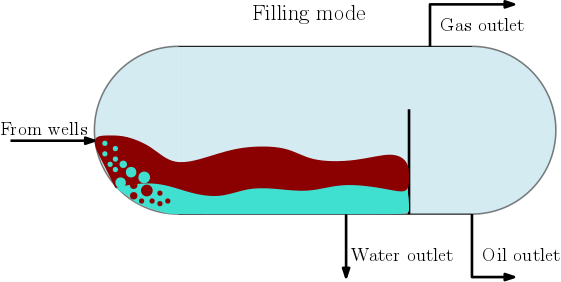 Filling mode
Gas outlet
From wells
Water outlet
Oil outlet